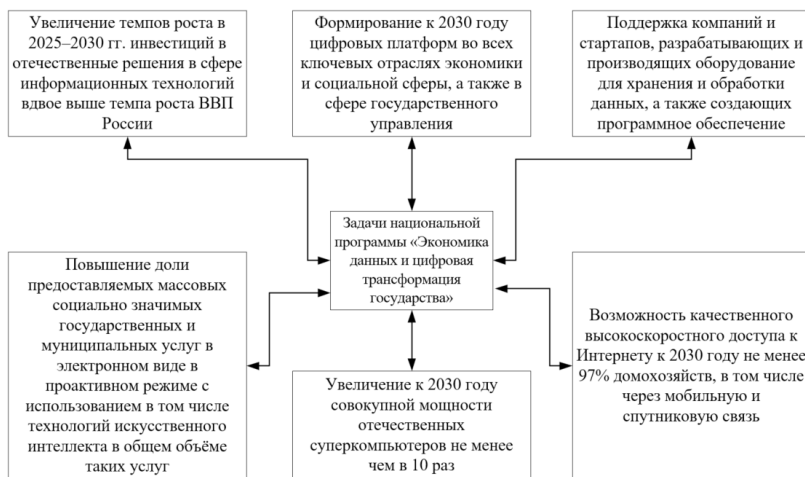 Увеличение темпов роста в
2025–2030 гг. инвестиций в
отечественные решения в сфере
информационных технологий
вдвое выше темпа роста ВВП
России
Формирование к 2030 году
цифровых платформ во всех
ключевых отраслях экономики
и социальной сферы, а также в
сфере государственного
управления
Поддержка компаний и
стартапов, разрабатывающих и
производящих оборудование
для хранения и обработки
данных, а также создающих
программное обеспечение
Задачи национальной
программы «Экономика
данных и цифровая
трансформация
государства»
Повышение доли
предоставляемых массовых
социально значимых
государственных и
муниципальных услуг в
электронном виде в
проактивном режиме с
использованием в том числе
технологий искусственного
интеллекта в общем объёме
таких услуг
Увеличение к 2030 году
совокупной мощности
отечественных
суперкомпьютеров не менее
чем в 10 раз
Возможность качественного
высокоскоростного доступа к
Интернету к 2030 году не менее
97% домохозяйств, в том числе
через мобильную и
спутниковую связь